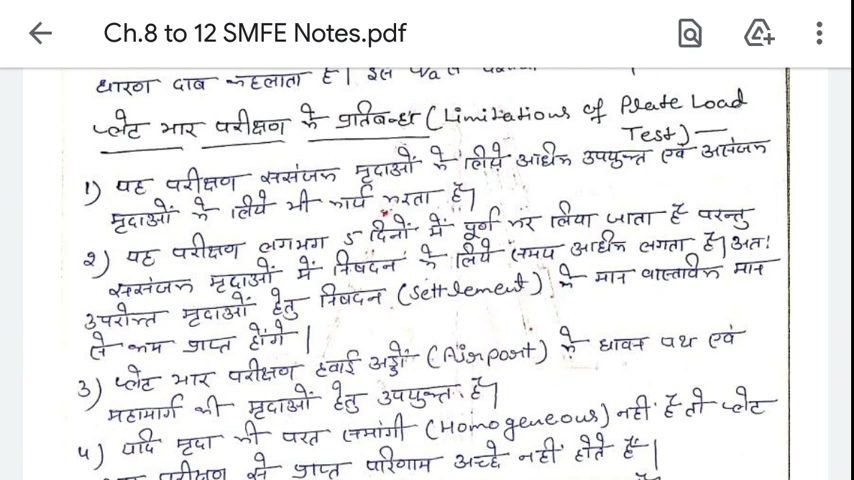 Ch.8 to 12 SMFE Notes.pdf
धारण दाब कहलाता है। इसे
प्लेट भार परीक्षण के प्रतिबन्ध (Limitations of Plate Load
Test) —
1) यह परीक्षण ससंजक मृदाओं के लिये अधिक उपयुक्त एवं असंजक
मृदाओं के लिये भी कार्य करता है।
2) यह परीक्षण लगभग 5 दिनों में पूर्ण कर लिया जाता है परन्तु
ससंजक मृदाओं में निषदन के लिये समय अधिक लगता है। अतः
उपरोक्त मृदाओं हेतु निषदन (Settlement) के मान वास्तविक मान
से कम प्राप्त होंगे।
3) प्लेट भार परीक्षण हवाई अड्डों (Airport) के धावन पथ एवं
महामार्ग की मृदाओं हेतु उपयुक्त है।
4) यदि मृदा की परत समांगी (Homogeneous) नहीं है तो प्लेट
परीक्षण से प्राप्त परिणाम अच्छे नहीं होते हैं।